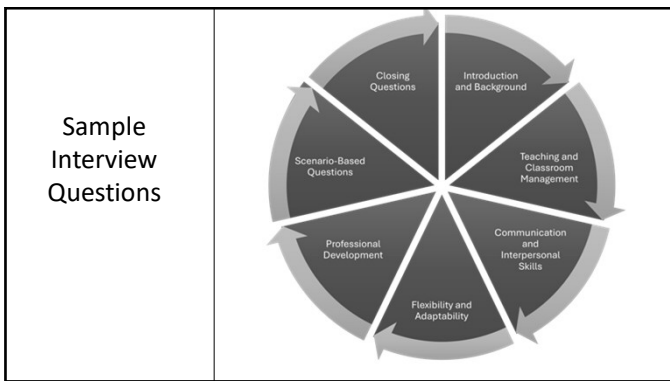 Sample
Interview
Questions
Closing
Questions
Introduction
and Background
Scenario-Based
Questions
Teaching and
Classroom
Management
Professional
Development
Communication
and
Interpersonal
Skills
Flexibility and
Adaptability